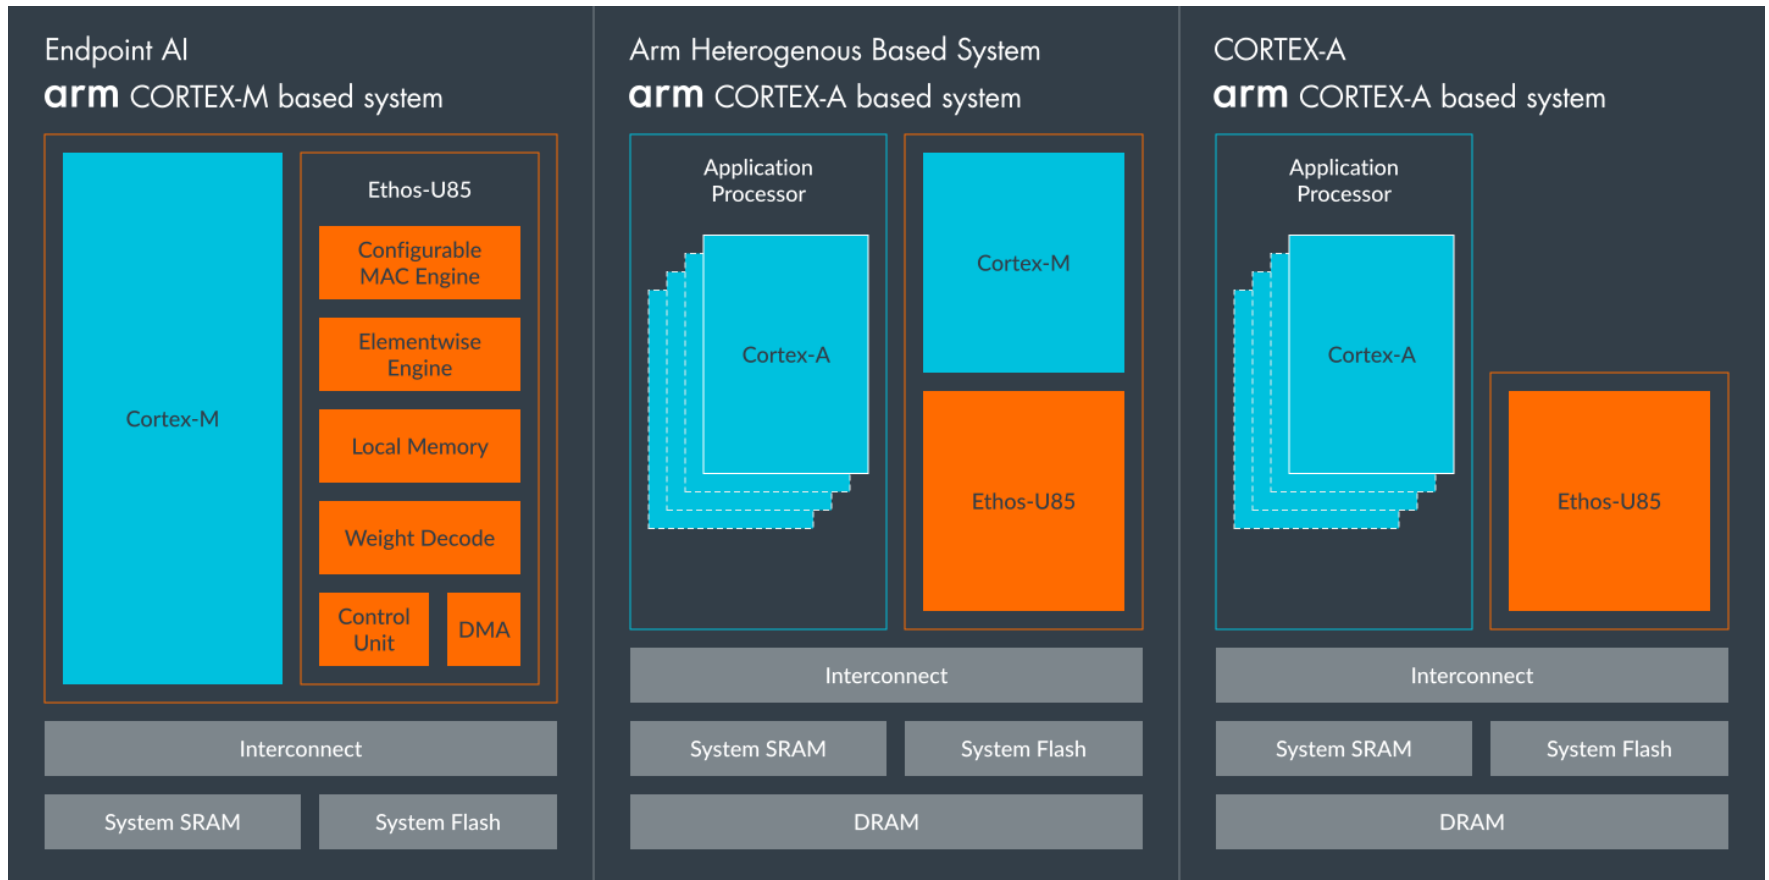 Endpoint AI
arm CORTEX-M based system
Cortex-M
Ethos-U85
Configurable
MAC Engine
Elementwise
Engine
Local Memory
Weight Decode
Control
Unit
DMA
Interconnect
System SRAM
System Flash
Arm Heterogenous Based System
arm CORTEX-A based system
Application
Processor
Cortex-A
Cortex-M
Ethos-U85
Interconnect
System SRAM
System Flash
DRAM
CORTEX-A
arm CORTEX-A based system
Application
Processor
Cortex-A
Ethos-U85
Interconnect
System SRAM
System Flash
DRAM